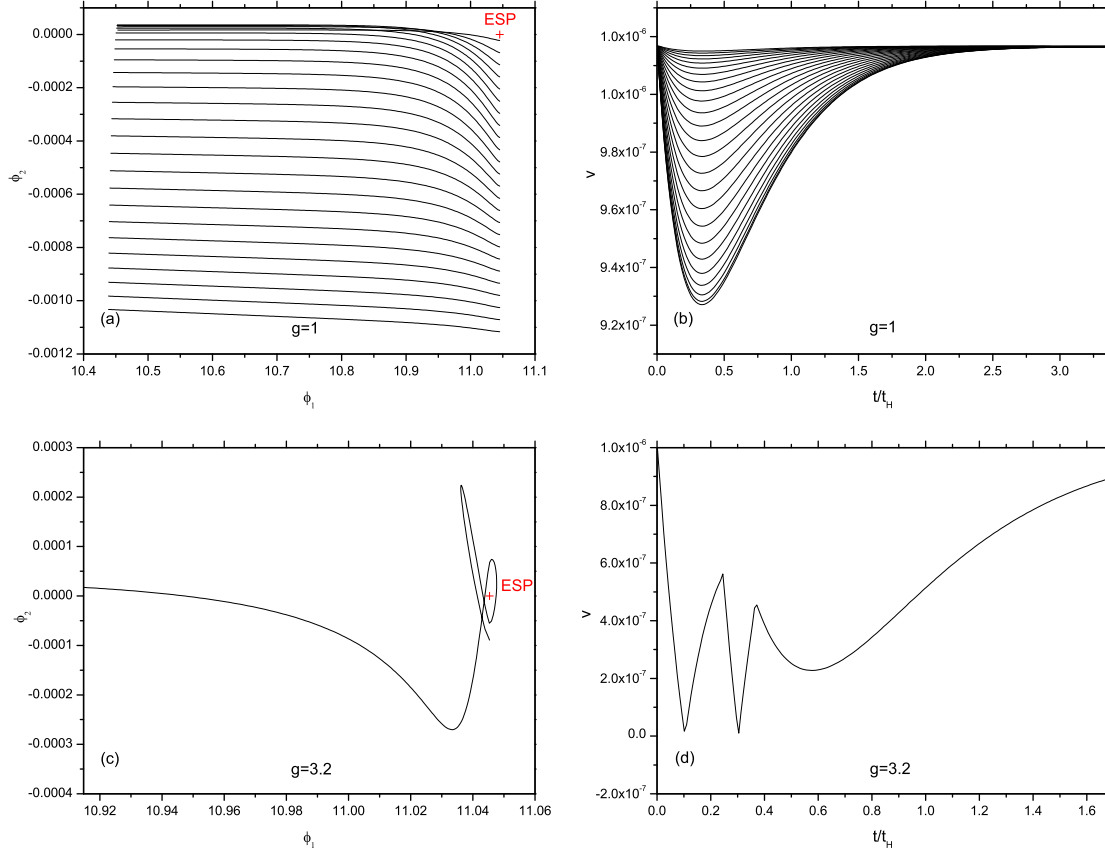 0.0000
-0.0002
-0.0004
-0.0006
-0.0008
-0.0010
-0.0012
ϕ2
ESP
(a)
g=1
10.4 10.5 10.6 10.7 10.8 10.9 11.0 11.1
ϕ1
1.0x10-6
1.0x10-6
9.8x10-7
9.6x10-7
9.4x10-7
9.2x10-7
v
(b)
g=1
0.0 0.5 1.0 1.5 2.0 2.5 3.0
t/tH
0.0003
0.0002
0.0001
0.0000
-0.0001
-0.0002
-0.0003
-0.0004
ϕ2
ESP
(c)
g=3.2
10.92 10.94 10.96 10.98 11.00 11.02 11.04 11.06
ϕ1
1.0x10-6
8.0x10-7
6.0x10-7
4.0x10-7
2.0x10-7
0.0
-2.0x10-7
v
(d)
g=3.2
0.0 0.2 0.4 0.6 0.8 1.0 1.2 1.4 1.6
t/tH